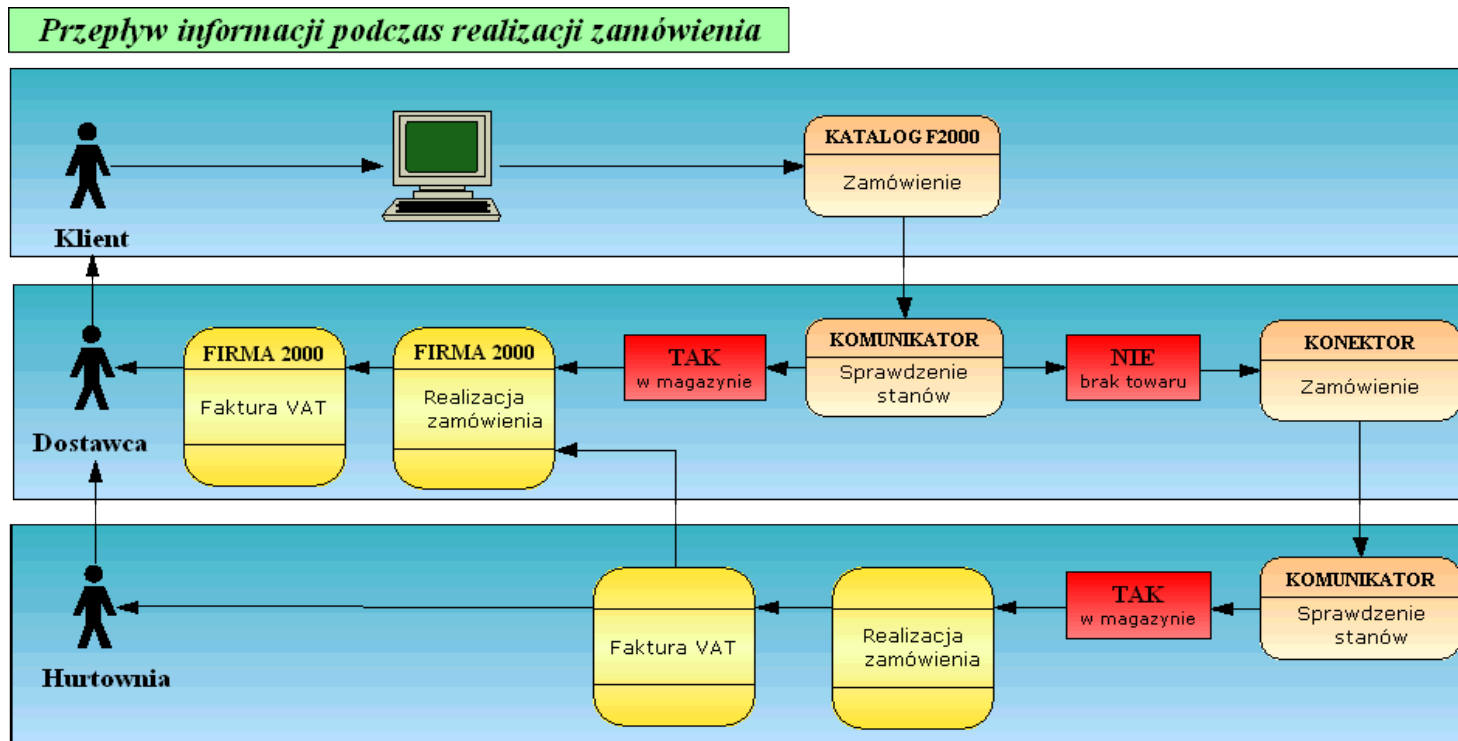 Przepływ informacji podczas realizacji zamówienia
KATALOG F2000
Zamówienie
Klient
FIRMA 2000
Faktura VAT
FIRMA 2000
Realizacja
zamówienia
TAK
w magazynie
KOMUNIKATOR
Sprawdzenie
stanów
NIE
brak towaru
KONEKTOR
Zamówienie
Dostawca
Faktura VAT
Realizacja
zamówienia
TAK
w magazynie
KOMUNIKATOR
Sprawdzenie
stanów
Hurtownia